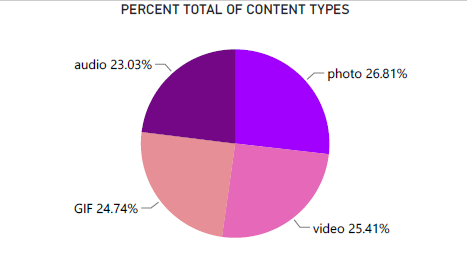 PERCENT TOTAL OF CONTENT TYPES
audio 23.03%
photo 26.81%
GIF 24.74%
video 25.41%